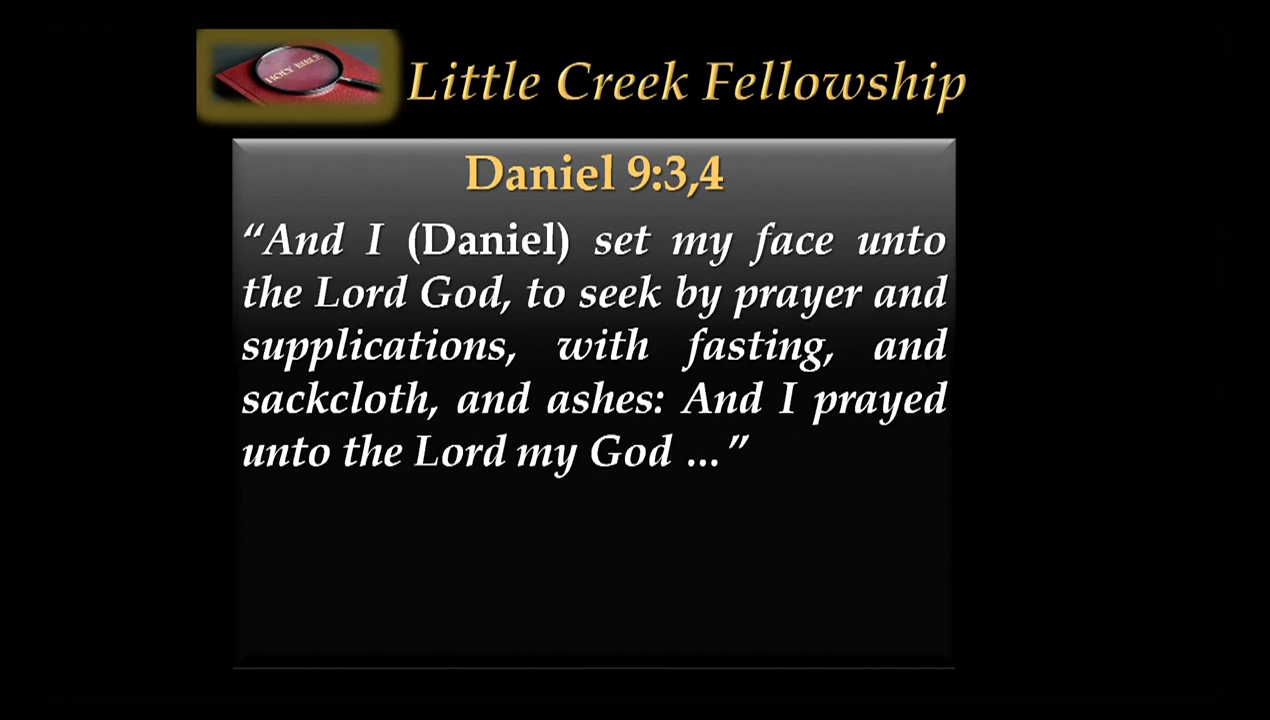 HOLY BIBLE
Little Creek Fellowship
Daniel 9:3,4
“And I (Daniel) set my face unto
the Lord God, to seek by prayer and
supplications, with fasting, and
sackcloth, and ashes: And I prayed
unto the Lord my God ...”